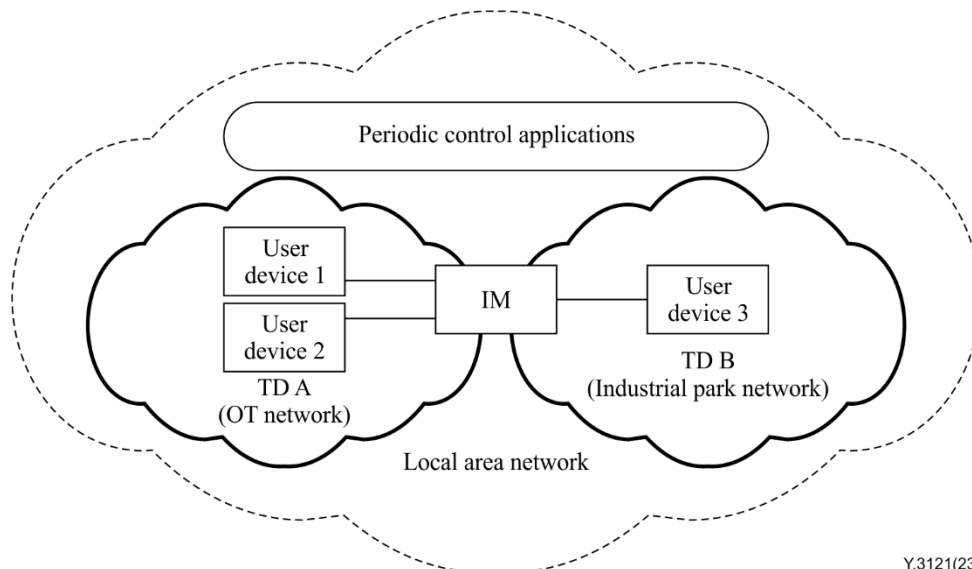 Periodic control applications
User
device 1
User
device 2
IM
User
device 3
TD A
(OT network)
TD B
(Industrial park network)
Local area network
Y.3121(23